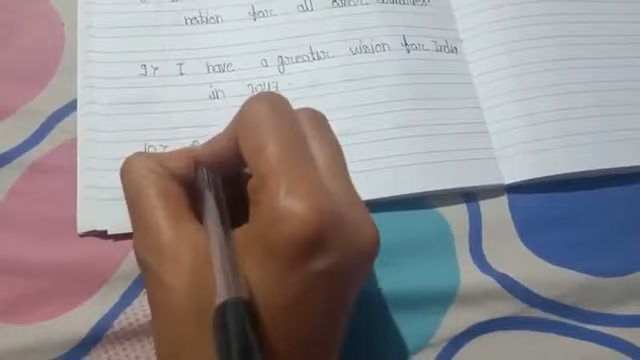 nation for all
9> I have a greater vision for India
in 2047
10>